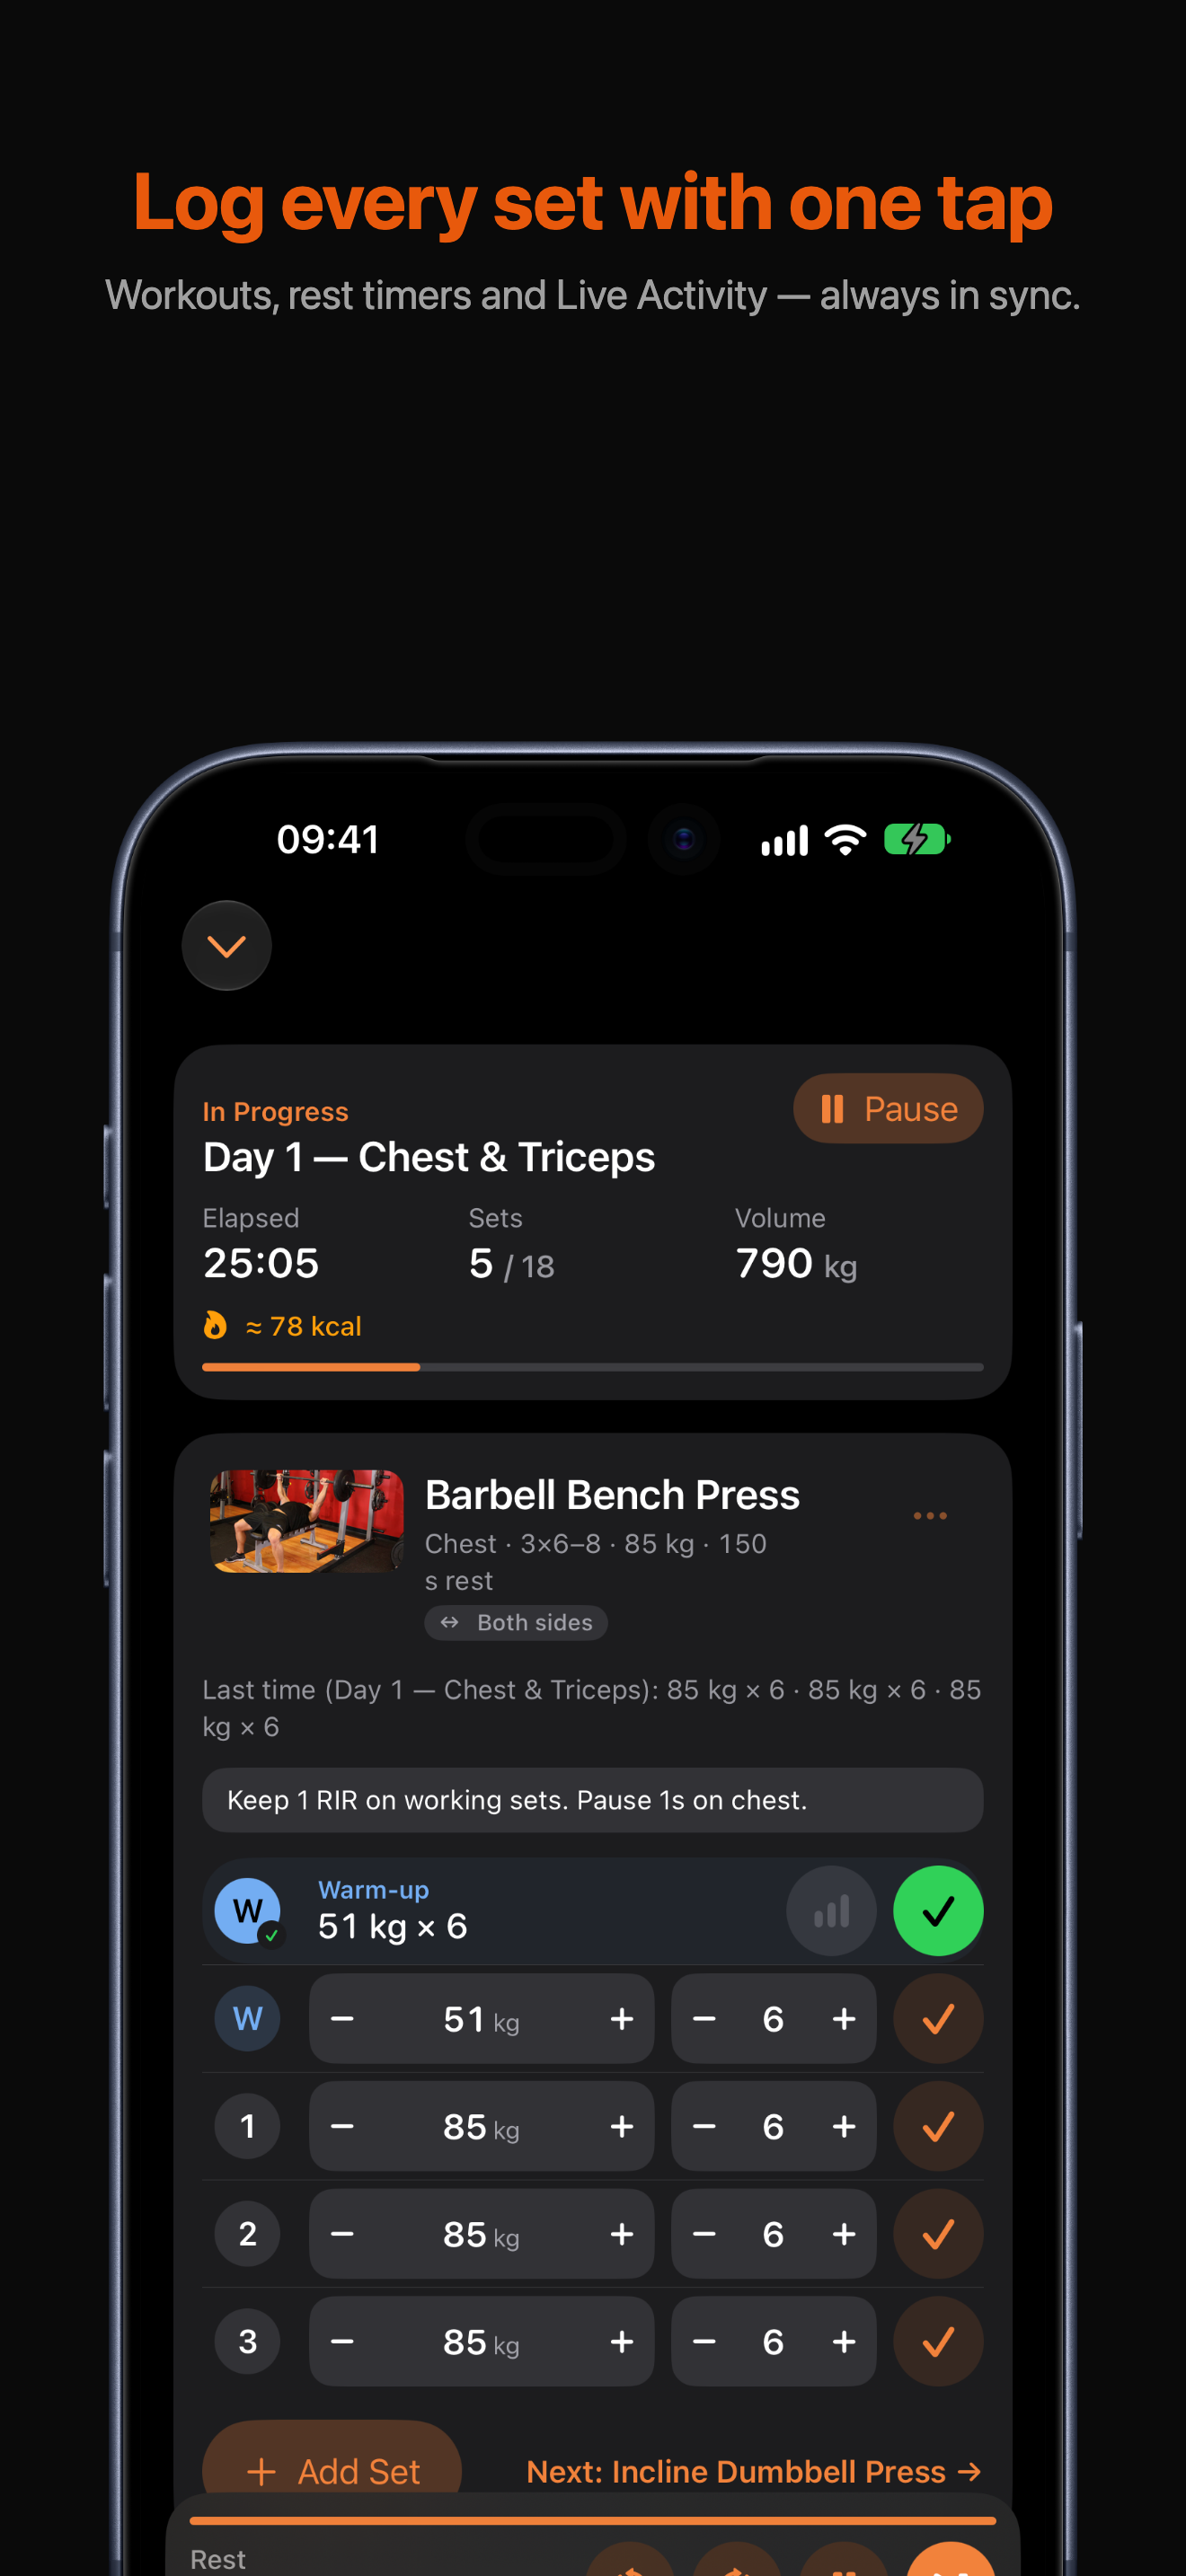 Log every set with one tap
Workouts, rest timers and Live Activity — always in sync.
09:41
In Progress
Pause
Day 1 — Chest & Triceps
Elapsed Sets Volume
25:05 5 / 18 790 kg
≈ 78 kcal
Barbell Bench Press
Chest · 3×6–8 · 85 kg · 150
s rest
↔ Both sides
Last time (Day 1 — Chest & Triceps): 85 kg × 6 · 85 kg × 6 · 85
kg × 6
Keep 1 RIR on working sets. Pause 1s on chest.
W Warm-up
51 kg × 6
W − 51 kg + − 6 +
1 − 85 kg + − 6 +
2 − 85 kg + − 6 +
3 − 85 kg + − 6 +
+ Add Set Next: Incline Dumbbell Press →
Rest